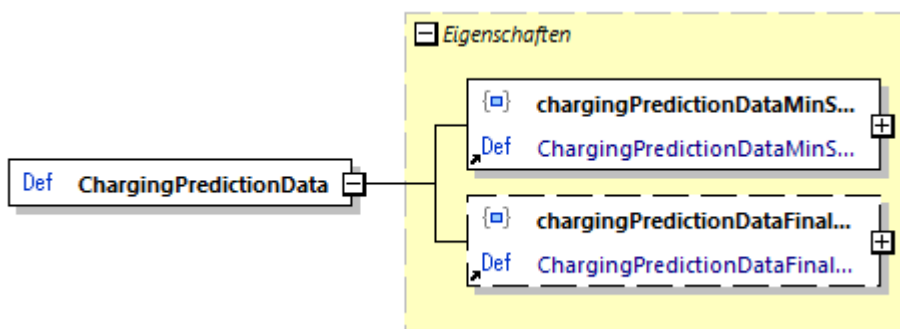 Eigenschaften
chargingPredictionDataMinS...
Def ChargingPredictionDataMinS...
Def ChargingPredictionData
chargingPredictionDataFinal...
Def ChargingPredictionDataFinal...